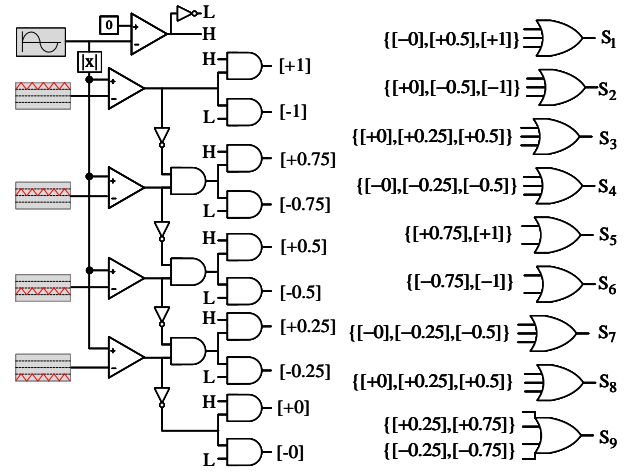 0
L
H
|x|
+
−
H
[+1]
L
[-1]
H
[+0.75]
L
[-0.75]
H
[+0.5]
L
[-0.5]
H
[+0.25]
L
[-0.25]
H
[+0]
L
[-0]
{[−0],[+0.5],[+1]} S1
{[+0],[−0.5],[−1]} S2
{[+0],[+0.25],[+0.5]} S3
{[−0],[−0.25],[−0.5]} S4
{[+0.75],[+1]} S5
{[−0.75],[−1]} S6
{[−0],[−0.25],[−0.5]} S7
{[+0],[+0.25],[+0.5]} S8
{[+0.25],[+0.75]}
{[−0.25],[−0.75]} S9